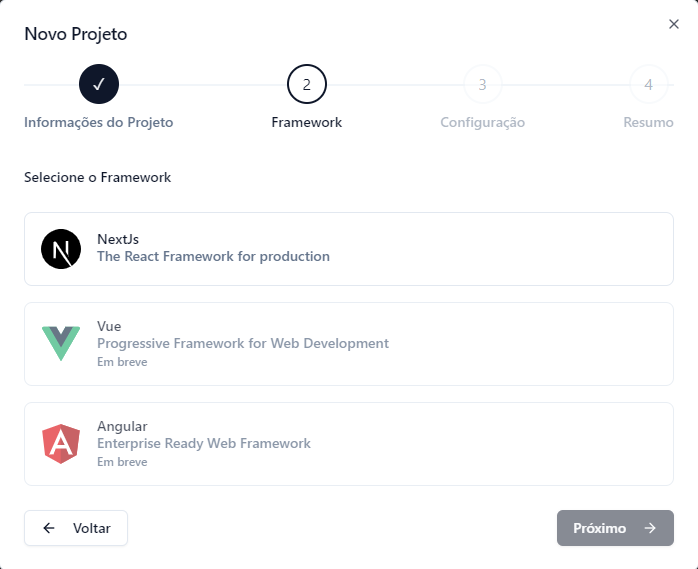 Novo Projeto
✓ 2 3 4
Informações do Projeto Framework Configuração Resumo
Selecione o Framework
N
NextJs
The React Framework for production
Vue
Progressive Framework for Web Development
Em breve
A
Angular
Enterprise Ready Web Framework
Em breve
Voltar Próximo